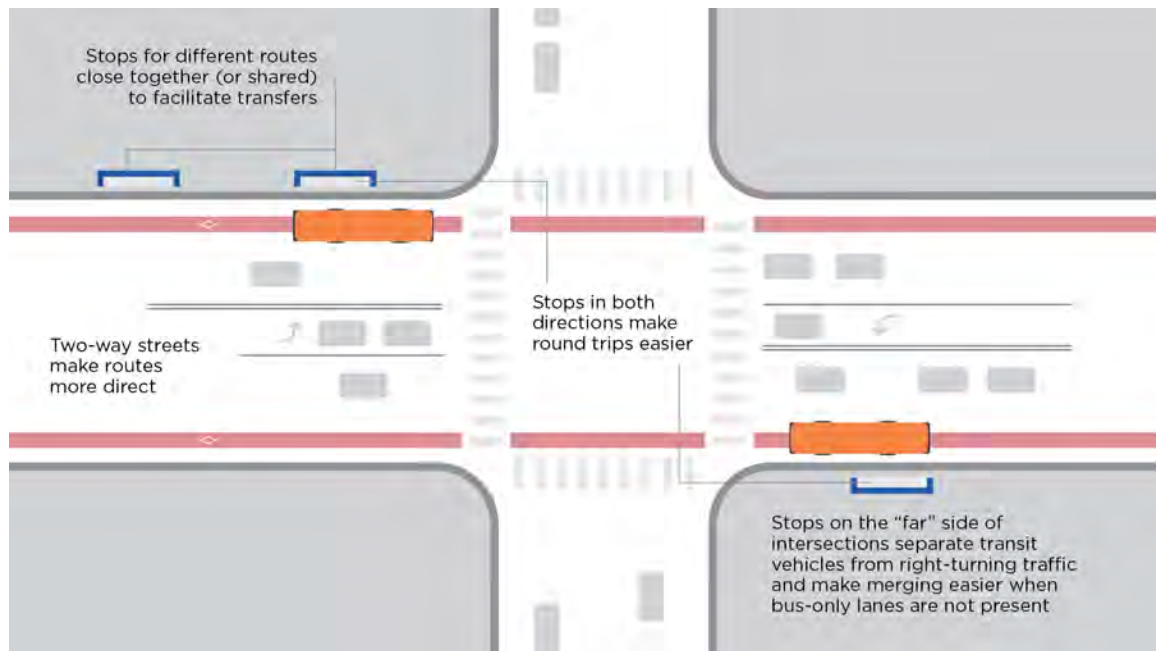 Stops for different routes
close together (or shared)
to facilitate transfers
Stops in both
directions make
round trips easier
Two-way streets
make routes
more direct
Stops on the “far” side of
intersections separate transit
vehicles from right-turning traffic
and make merging easier when
bus-only lanes are not present